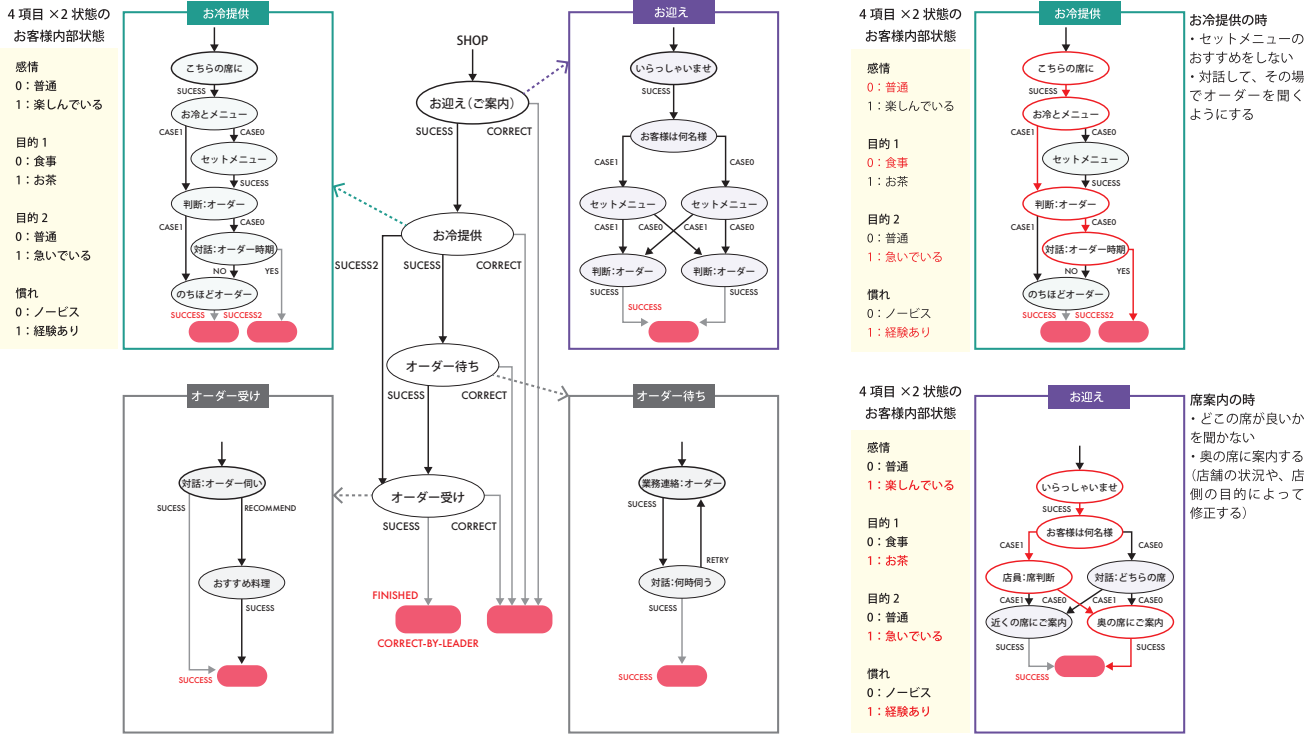 4 項目 ×2 状態の
お客様内部状態
感情
0：普通
1：楽しんでいる
目的 1
0：食事
1：お茶
目的 2
0：普通
1：急いでいる
慣れ
0：ノービス
1：経験あり
お冷提供
こちらの席に
SUCESS
お冷とメニュー
CASE1
CASE0
セットメニュー
SUCESS
判断：オーダー
CASE1
CASE0
対話：オーダー時期
NO
YES
のちほどオーダー
SUCCESS
SUCCESS2
SHOP
お迎え（ご案内）
SUCESS
CORRECT
お冷提供
SUCESS2
SUCESS
CORRECT
オーダー待ち
SUCESS
CORRECT
オーダー受け
SUCESS
CORRECT
FINISHED
CORRECT-BY-LEADER
お迎え
いらっしゃいませ
SUCESS
お客様は何名様
CASE1
CASE0
セットメニュー
セットメニュー
CASE1
CASE0
CASE1
CASE0
判断：オーダー
判断：オーダー
SUCESS
SUCESS
SUCCESS
オーダー受け
対話：オーダー伺い
SUCESS
RECOMMEND
おすすめ料理
SUCESS
SUCCESS
オーダー待ち
業務連絡：オーダー
SUCESS
RETRY
対話：何時伺う
SUCESS
SUCCESS
4 項目 ×2 状態の
お客様内部状態
感情
0：普通
1：楽しんでいる
目的 1
0：食事
1：お茶
目的 2
0：普通
1：急いでいる
慣れ
0：ノービス
1：経験あり
お冷提供
こちらの席に
SUCESS
お冷とメニュー
CASE1
CASE0
セットメニュー
SUCESS
判断：オーダー
CASE1
CASE0
対話：オーダー時期
NO
YES
のちほどオーダー
SUCCESS
SUCCESS2
お冷提供の時
・セットメニューの
おすすめをしない
・対話して、その場
でオーダーを聞く
ようにする
4 項目 ×2 状態の
お客様内部状態
感情
0：普通
1：楽しんでいる
目的 1
0：食事
1：お茶
目的 2
0：普通
1：急いでいる
慣れ
0：ノービス
1：経験あり
お迎え
いらっしゃいませ
SUCESS
お客様は何名様
CASE1
CASE0
店員：席判断
対話：どちらの席
CASE1
CASE0
CASE1
CASE0
近くの席にご案内
奥の席にご案内
SUCESS
SUCESS
SUCCESS
席案内の時
・どこの席が良いか
を聞かない
・奥の席に案内する
（店舗の状況や、店
側の目的によって
修正する）